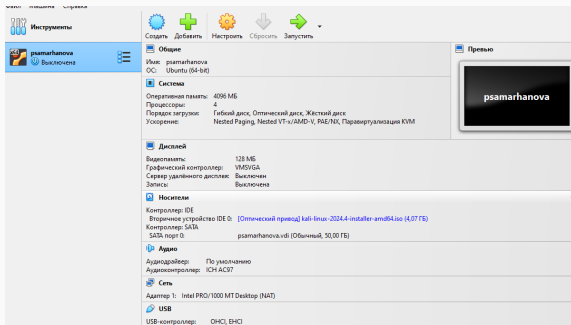 Файл Машина Справка
Инструменты
Создать Добавить Настроить Сбросить Запустить
psamarhanova
Выключена
Общие
Имя: psamarhanova
ОС: Ubuntu (64-bit)
Система
Оперативная память: 4096 МБ
Процессоры: 4
Порядок загрузки: Гибкий диск, Оптический диск, Жёсткий диск
Ускорение: Nested Paging, Nested VT-x/AMD-V, PAE/NX, Паравиртуализация KVM
Дисплей
Видеопамять: 128 МБ
Графический контроллер: VMSVGA
Сервер удалённого дисплея: Выключен
Запись: Выключена
Носители
Контроллер: IDE
Вторичное устройство IDE 0: [Оптический привод] kali-linux-2024.4-installer-amd64.iso (4,07 ГБ)
Контроллер: SATA
SATA порт 0: psamarhanova.vdi (Обычный, 50,00 ГБ)
Аудио
Аудиодрайвер: По умолчанию
Аудиоконтроллер: ICH AC97
Сеть
Адаптер 1: Intel PRO/1000 MT Desktop (NAT)
USB
USB-контроллер: OHCI, EHCI
Превью
psamarhanova